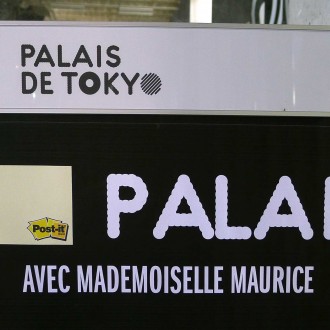 PALAIS
DE TOKYO
Post-it
PALAI
AVEC MADEMOISELLE MAURICE